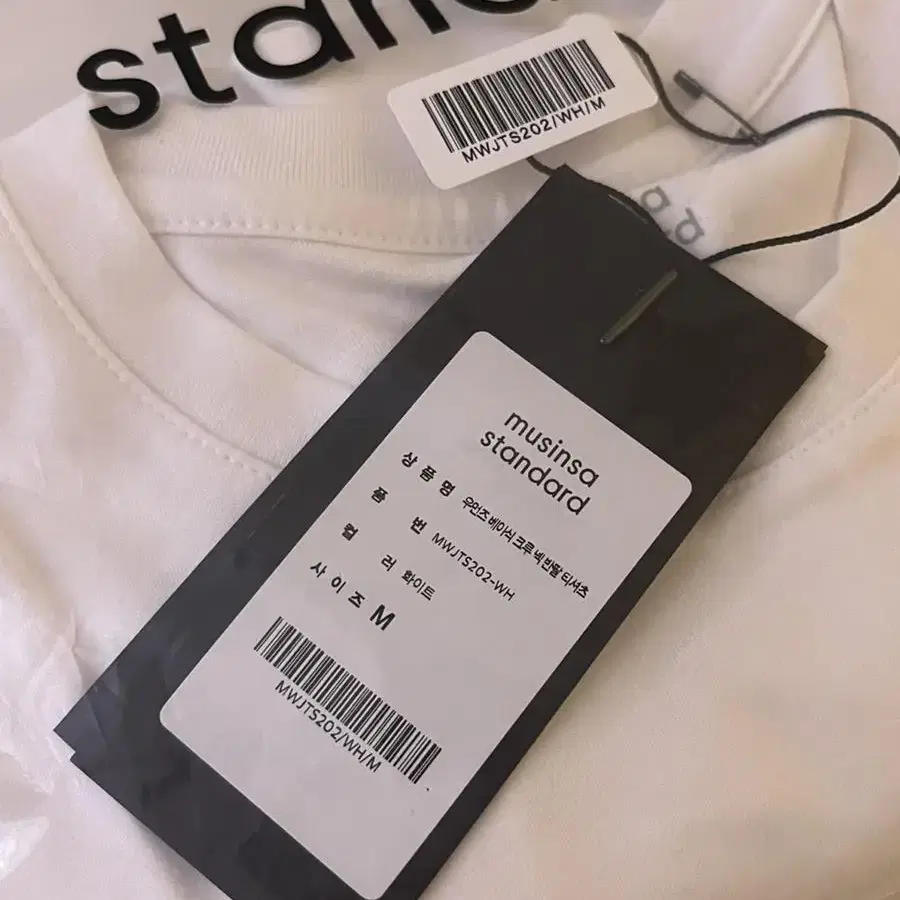 standa
MWJTS202/WH/M
musinsa
standard
상품명 우먼즈 베이식 크루 넥 반팔 티셔츠
품번 MWJTS202-WH
컬러 화이트
사이즈 M
MWJTS202/WH/M